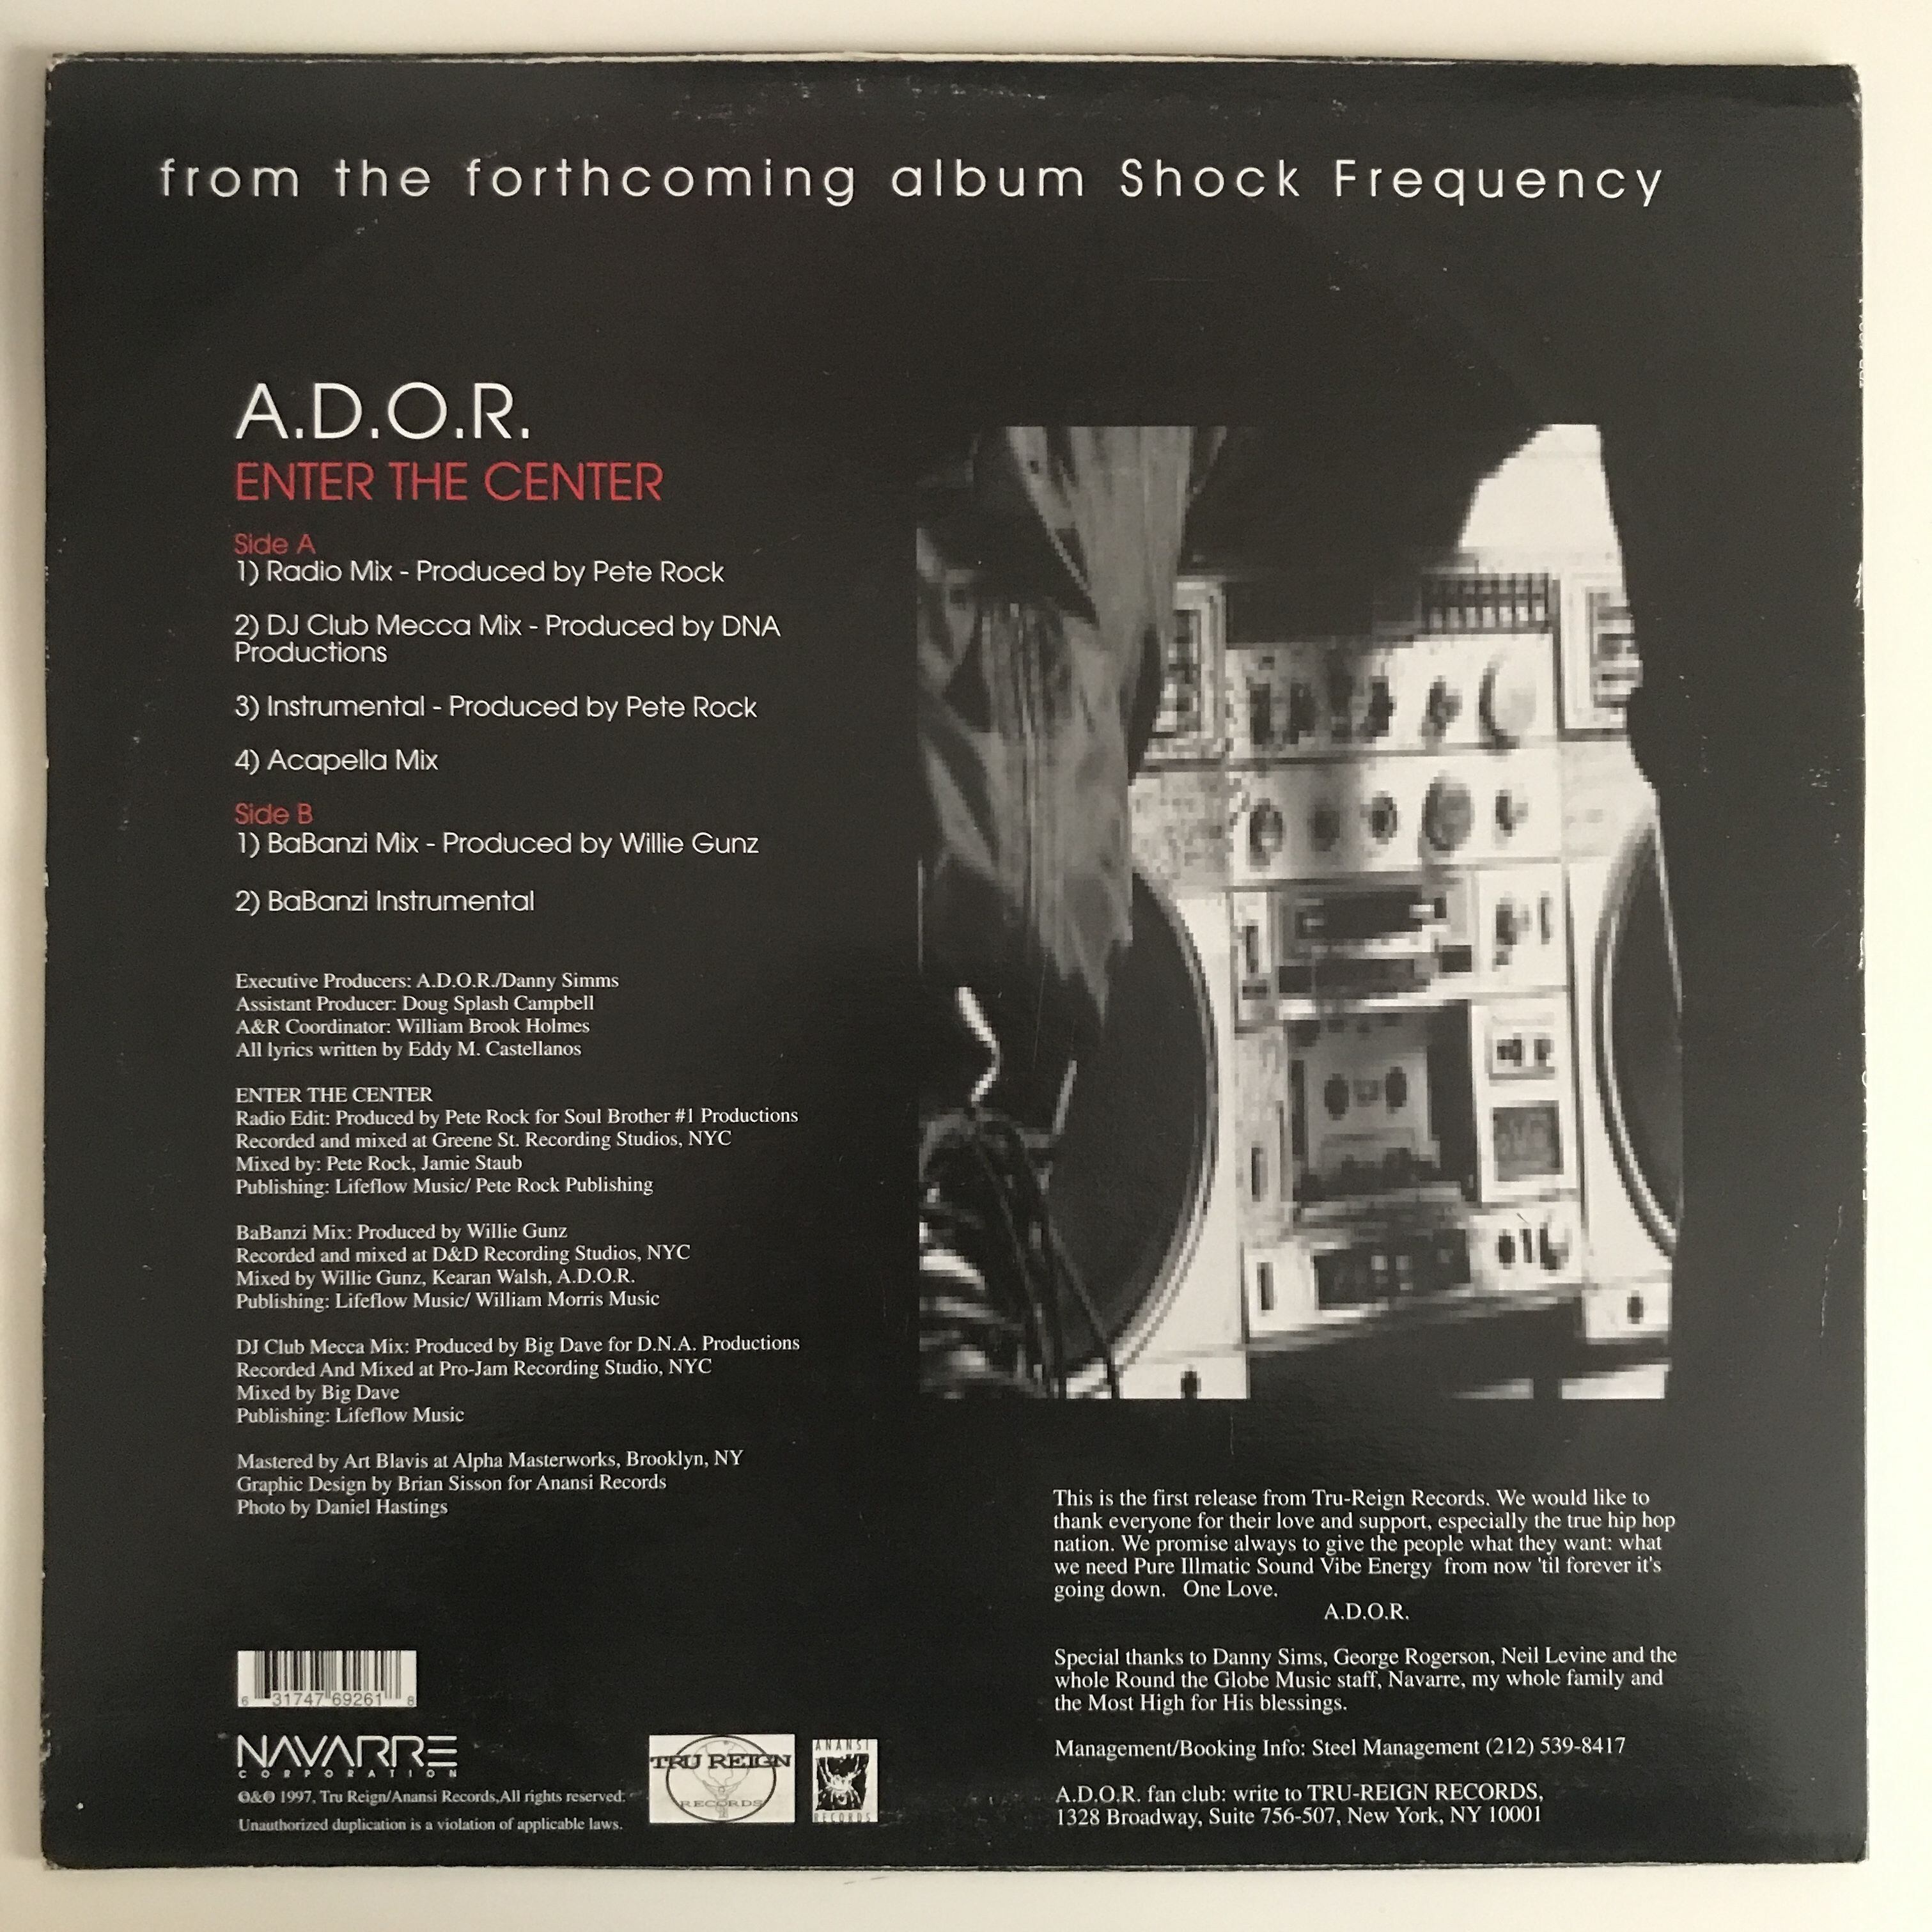 from the forthcoming album Shock Frequency
A.D.O.R.
ENTER THE CENTER
Side A
1) Radio Mix - Produced by Pete Rock
2) DJ Club Mecca Mix - Produced by DNA
Productions
3) Instrumental - Produced by Pete Rock
4) Acapella Mix
Side B
1) BaBanzi Mix - Produced by Willie Gunz
2) BaBanzi Instrumental
Executive Producers: A.D.O.R./Danny Simms
Assistant Producer: Doug Splash Campbell
A&R Coordinator: William Brook Holmes
All lyrics written by Eddy M. Castellanos
ENTER THE CENTER
Radio Edit: Produced by Pete Rock for Soul Brother #1 Productions
Recorded and mixed at Greene St. Recording Studios, NYC
Mixed by: Pete Rock, Jamie Staub
Publishing: Lifeflow Music/ Pete Rock Publishing
BaBanzi Mix: Produced by Willie Gunz
Recorded and mixed at D&D Recording Studios, NYC
Mixed by Willie Gunz, Kearan Walsh, A.D.O.R.
Publishing: Lifeflow Music/ William Morris Music
DJ Club Mecca Mix: Produced by Big Dave for D.N.A. Productions
Recorded And Mixed at Pro-Jam Recording Studio, NYC
Mixed by Big Dave
Publishing: Lifeflow Music
Mastered by Art Blavis at Alpha Masterworks, Brooklyn, NY
Graphic Design by Brian Sisson for Anansi Records
Photo by Daniel Hastings
6 31747 69261 8
NAVARRE
CORPORATION
℗&© 1997, Tru Reign/Anansi Records,All rights reserved.
Unauthorized duplication is a violation of applicable laws.
TRU REIGN
RECORDS
ANANSI
RECORDS
This is the first release from Tru-Reign Records. We would like to
thank everyone for their love and support, especially the true hip hop
nation. We promise always to give the people what they want: what
we need Pure Illmatic Sound Vibe Energy from now 'til forever it's
going down. One Love.
A.D.O.R.
Special thanks to Danny Sims, George Rogerson, Neil Levine and the
whole Round the Globe Music staff, Navarre, my whole family and
the Most High for His blessings.
Management/Booking Info: Steel Management (212) 539-8417
A.D.O.R. fan club: write to TRU-REIGN RECORDS,
1328 Broadway, Suite 756-507, New York, NY 10001